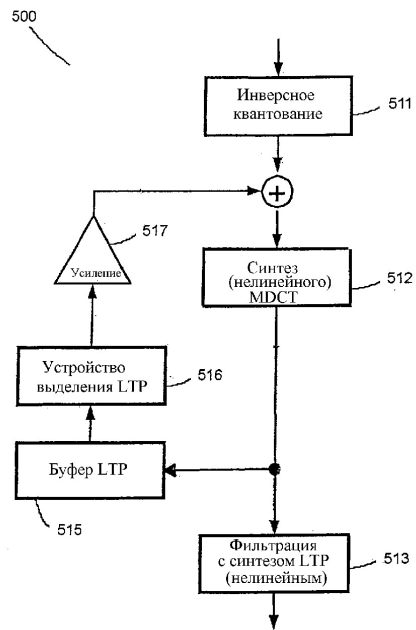 500
Инверсное
квантование
511
+
517
Усиление
Синтез
(нелинейного)
MDCT
512
Устройство
выделения LTP
516
Буфер LTP
515
Фильтрация
с синтезом LTP
(нелинейным)
513